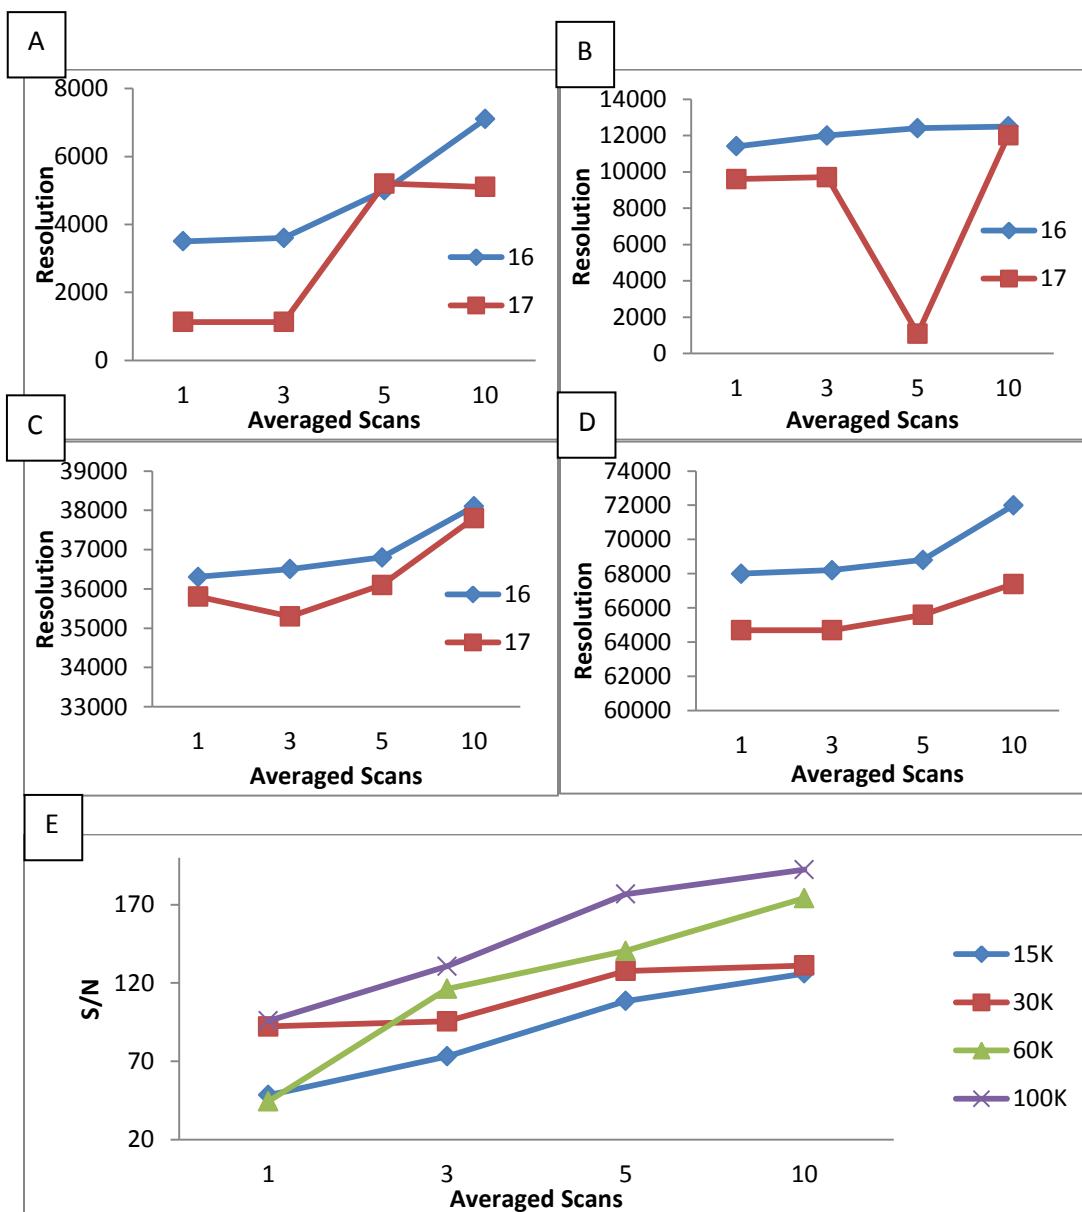 A
8000
6000
4000
2000
0
Resolution
1 3 5 10
Averaged Scans
16
17
B
14000
12000
10000
8000
6000
4000
2000
0
Resolution
1 3 5 10
Averaged Scans
16
17
C
39000
38000
37000
36000
35000
34000
33000
Resolution
1 3 5 10
Averaged Scans
16
17
D
74000
72000
70000
68000
66000
64000
62000
60000
Resolution
1 3 5 10
Averaged Scans
E
170
120
70
20
S/N
1 3 5 10
Averaged Scans
15K
30K
60K
100K